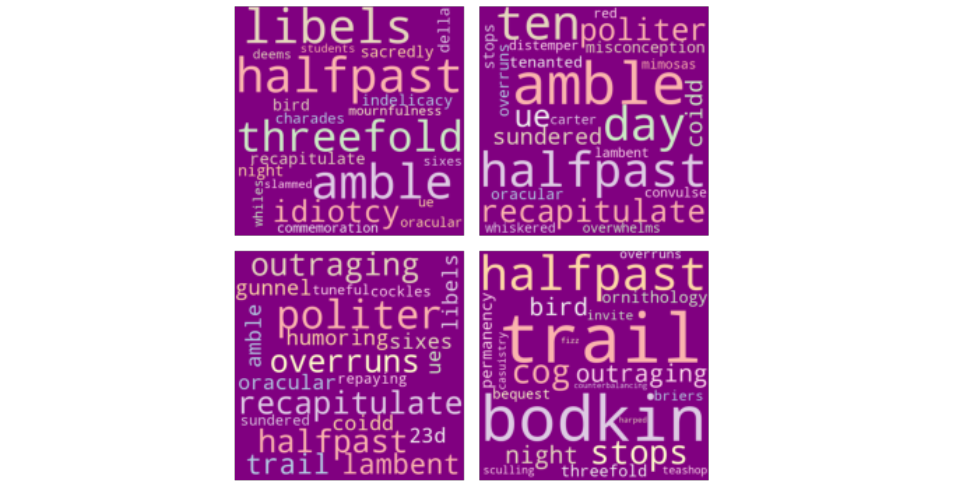 libels
della
deems
students
sacredly
halfpast
bird
indelicacy
mournfulness
charades
threefold
recapitulate
sixes
night
slammed
amble
whiles
idiotcy
ue
oracular
commemoration
ten
red
politer
stops
distemper
misconception
tenanted
mimosas
overruns
amble
coidd
ue
carter
day
sundered
lambent
halfpast
oracular
convulse
recapitulate
whiskered
overwhelms
outraging
libels
gunnel
tuneful
cockles
politer
amble
humoring
sixes
overruns
ue
oracular
repaying
recapitulate
sundered
coidd
halfpast
23d
trail
lambent
overruns
halfpast
ornithology
bird
invite
permanency
trail
casuistry
fizz
cog
outraging
counterbalancing
bequest
briers
bodkin
harped
night
stops
sculling
threefold
teashop